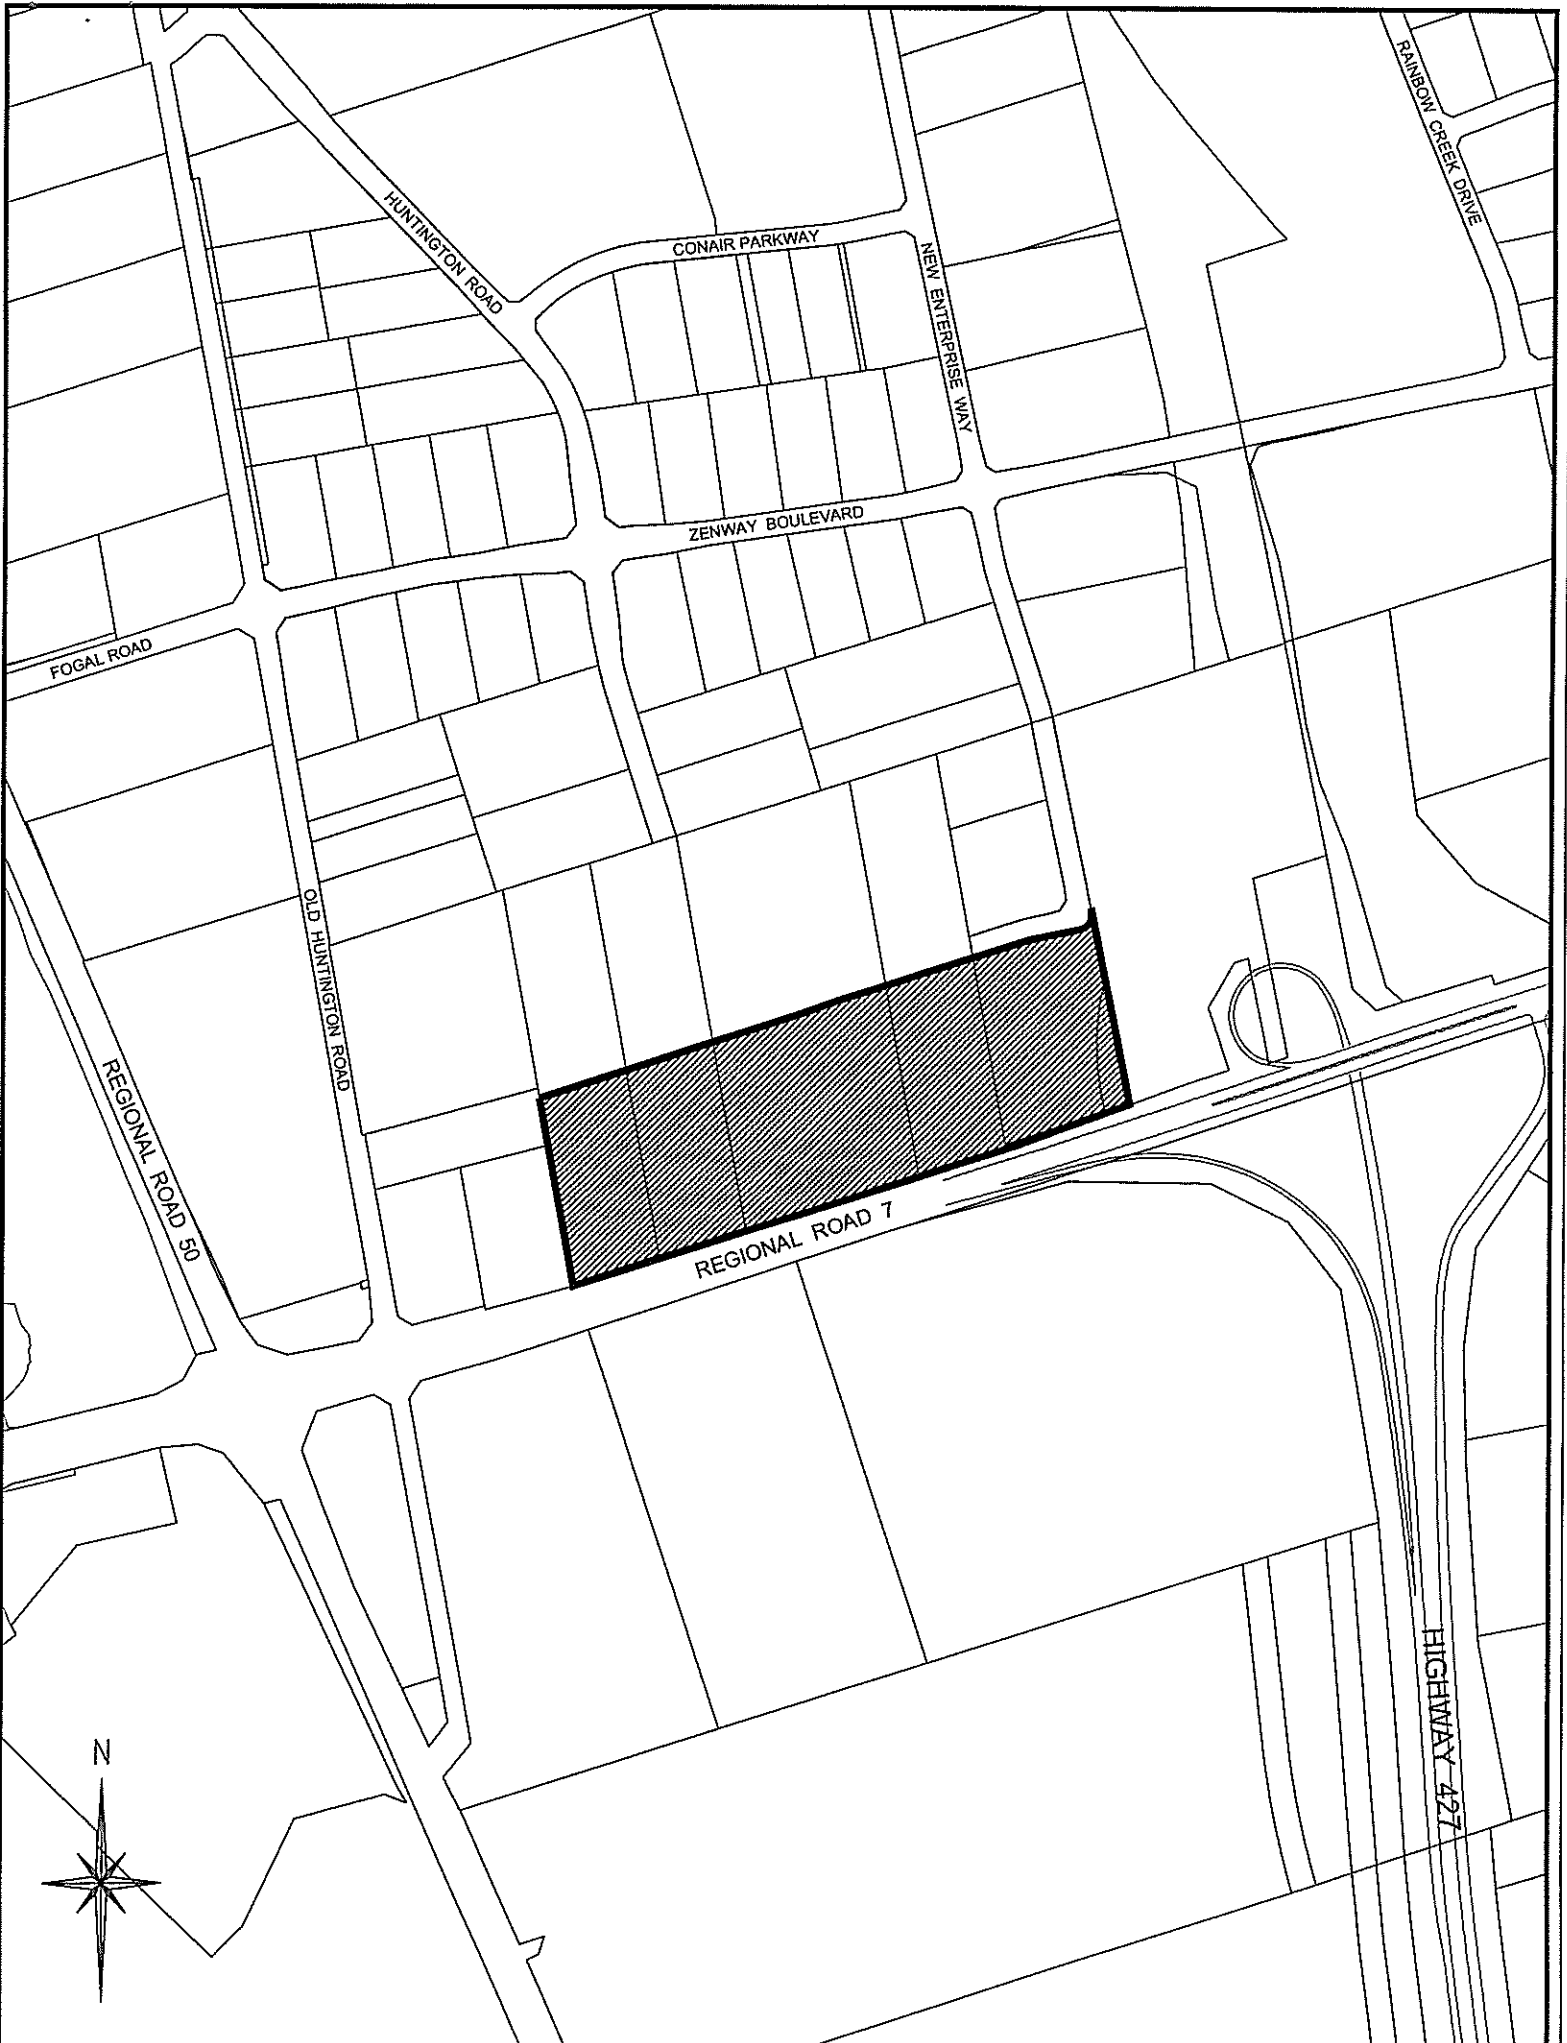 RAINBOW CREEK DRIVE
HUNTINGTON ROAD
CONAIR PARKWAY
NEW ENTERPRISE WAY
ZENWAY BOULEVARD
FOGAL ROAD
OLD HUNTINGTON ROAD
REGIONAL ROAD 50
REGIONAL ROAD 7
HIGHWAY 427
N